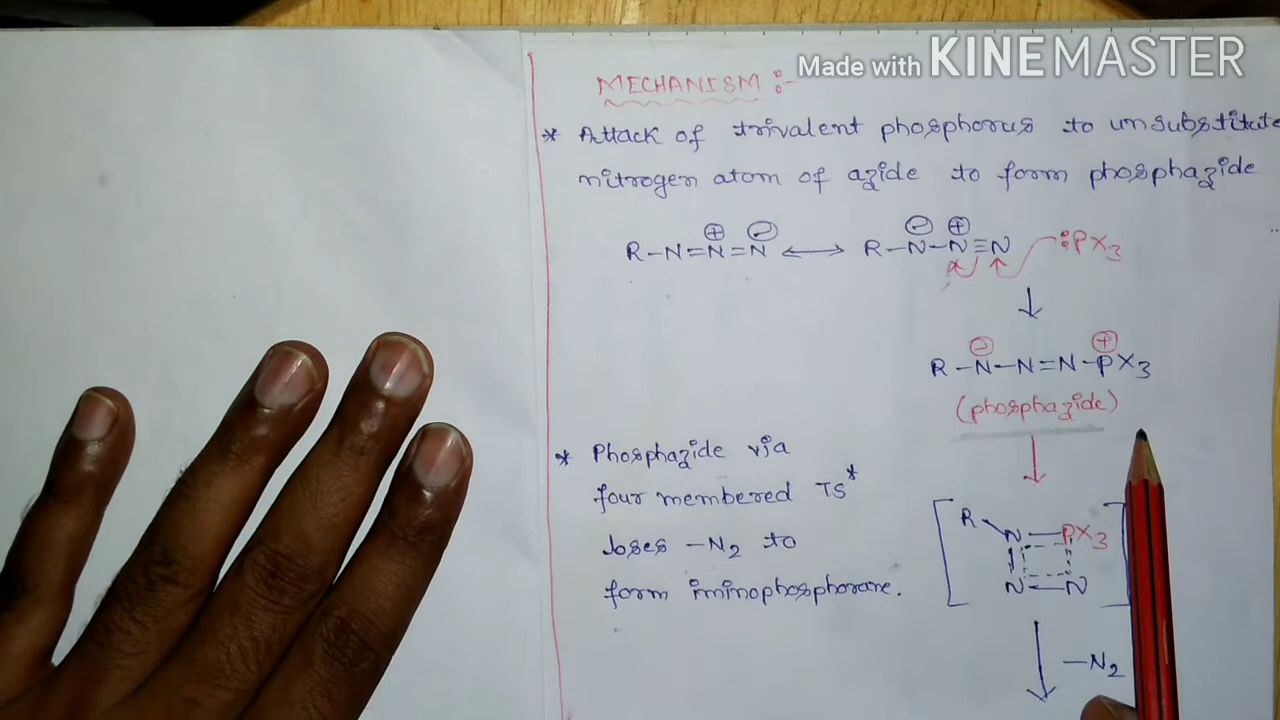 Made with KINEMASTER
MECHANISM :-
* Attack of trivalent phosphorus to unsubstitute
nitrogen atom of azide to form phosphazide
R-N=N=N ⟷ R-N-N≡N :PX3
⊕ ⊖ ⊖ ⊕
↓
⊖ ⊕
R-N-N=N-PX3
(phosphazide)
↓
* Phosphazide via
four membered TS*
loses -N2 to
form iminophosphorane.
R N PX3
N N
↓ -N2